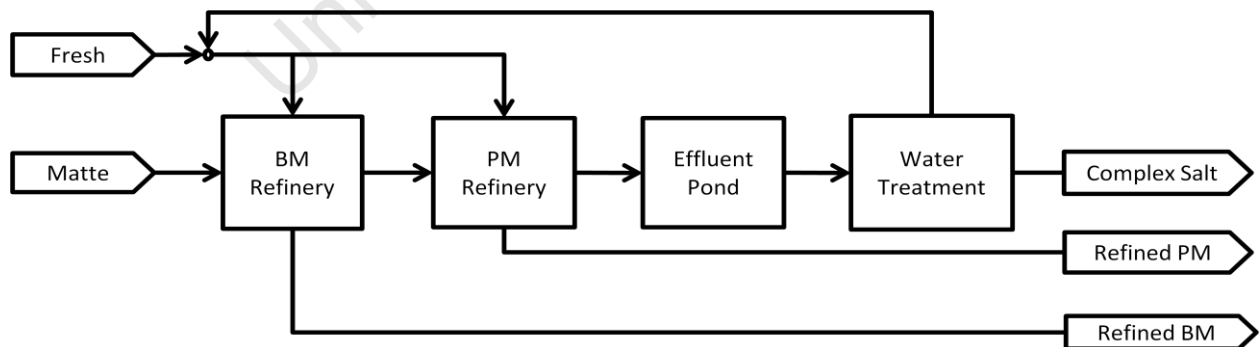 Fresh
Matte
BM
Refinery
PM
Refinery
Effluent
Pond
Water
Treatment
Complex Salt
Refined PM
Refined BM